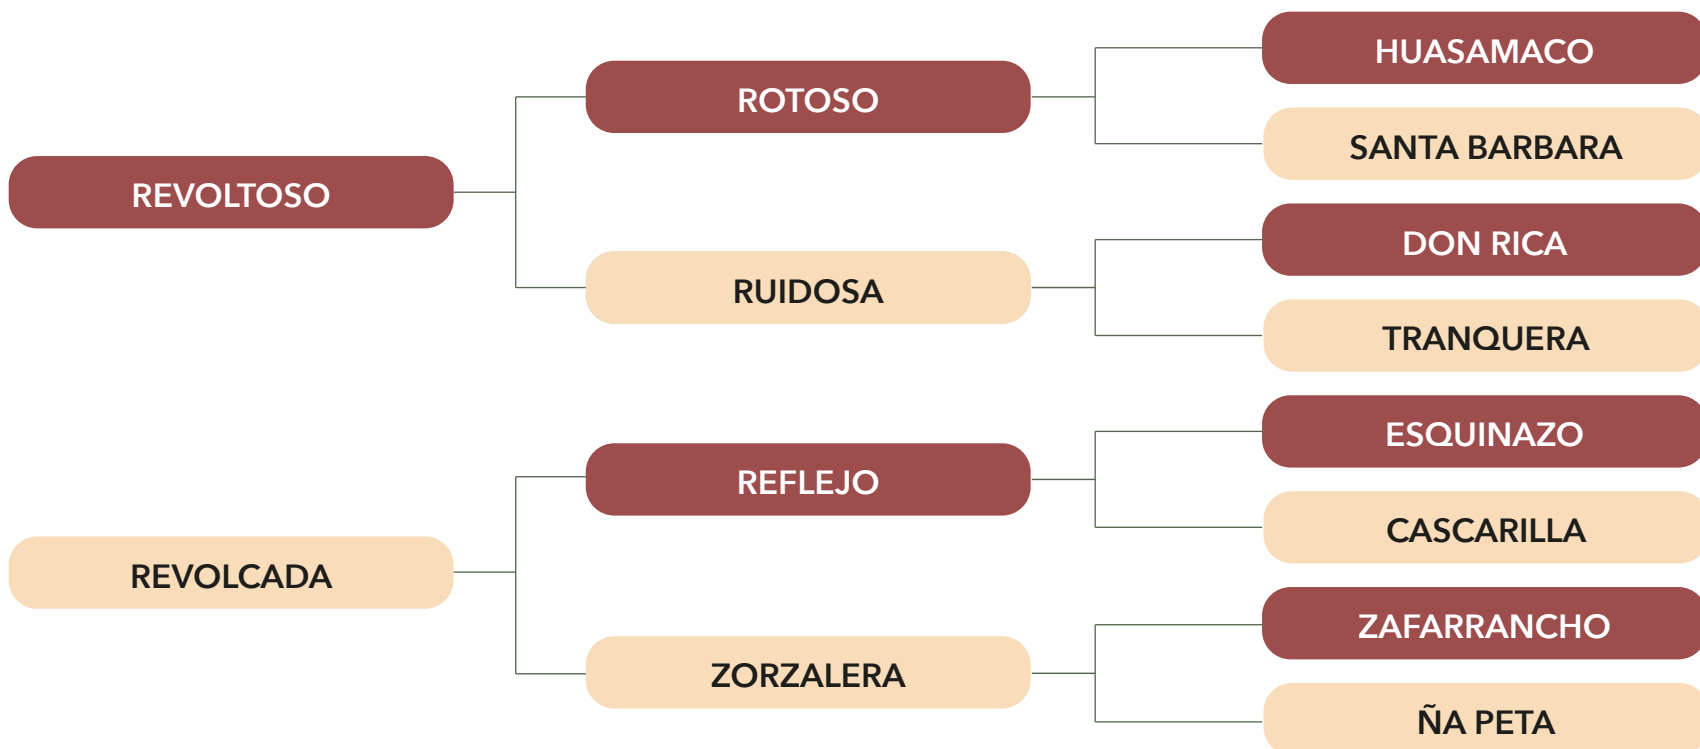 HUASAMACO
ROTOSO
SANTA BARBARA
REVOLTOSO
DON RICA
RUIDOSA
TRANQUERA
ESQUINAZO
REFLEJO
CASCARILLA
REVOLCADA
ZAFARRANCHO
ZORZALERA
ÑA PETA